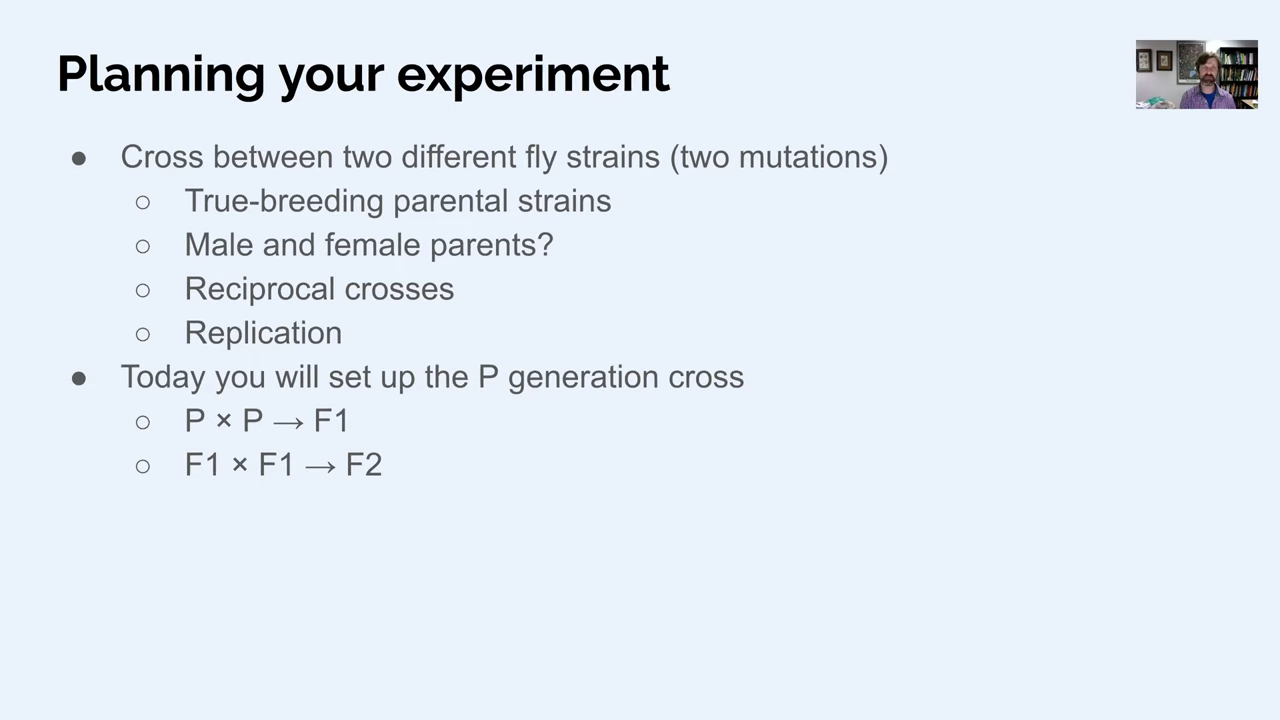 Planning your experiment
● Cross between two different fly strains (two mutations)
○ True-breeding parental strains
○ Male and female parents?
○ Reciprocal crosses
○ Replication
● Today you will set up the P generation cross
○ P × P → F1
○ F1 × F1 → F2